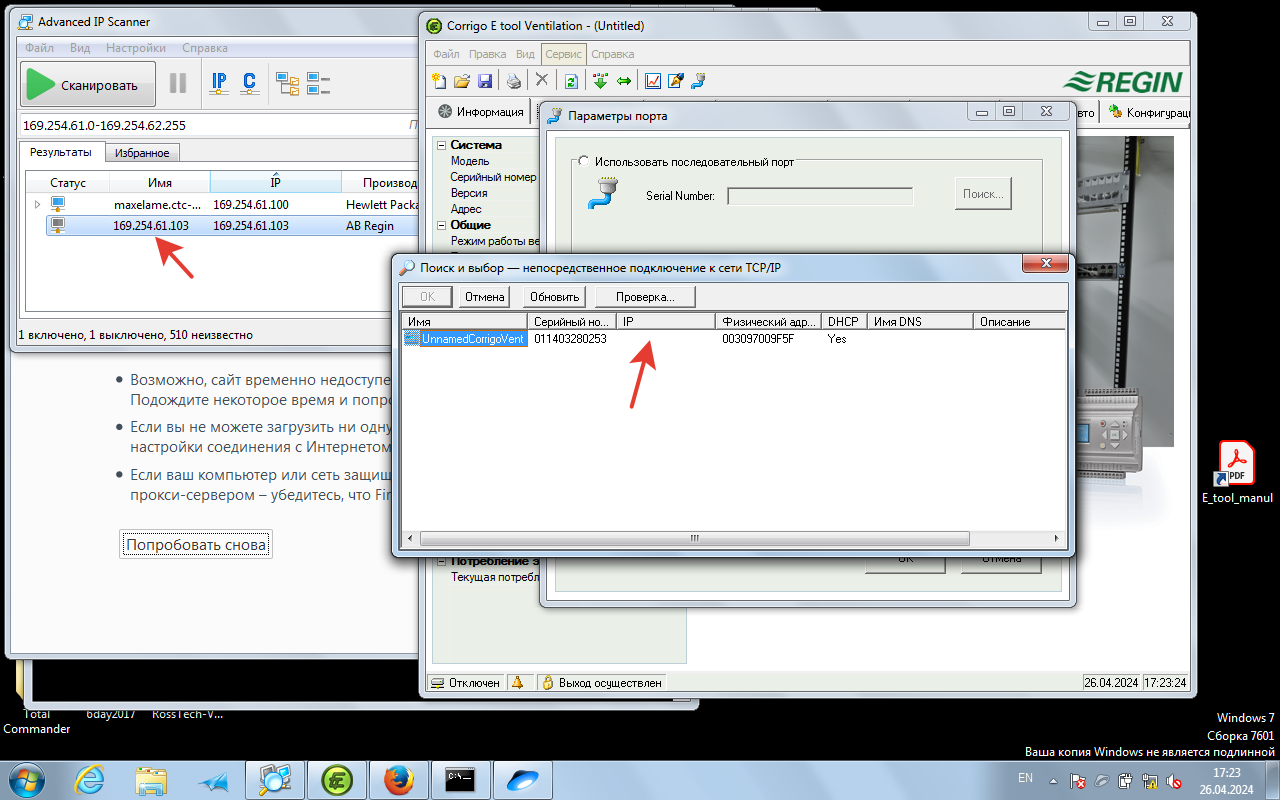 Advanced IP Scanner
Файл Вид Настройки Справка
Сканировать
IP C
169.254.61.0-169.254.62.255
Результаты Избранное
Статус Имя IP Производ
maxelame.ctc-... 169.254.61.100 Hewlett Packa
169.254.61.103 169.254.61.103 AB Regin
1 включено, 1 выключено, 510 неизвестно
Возможно, сайт временно недоступе
Подождите некоторое время и попро
Если вы не можете загрузить ни одну
настройки соединения с Интернетом
Если ваш компьютер или сеть защищ
прокси-сервером – убедитесь, что Fir
Попробовать снова
Corrigo E tool Ventilation - (Untitled)
Файл Правка Вид Сервис Справка
REGIN
Информация
вто
Конфигурац
Система
Модель
Серийный номер
Версия
Адрес
Общие
Режим работы ве
Потребление э
Текущая потребл
Параметры порта
Использовать последовательный порт
Serial Number:
Поиск...
OK Отмена
Поиск и выбор — непосредственное подключение к сети TCP/IP
OK Отмена Обновить Проверка...
Имя Серийный но... IP Физический адр... DHCP Имя DNS Описание
UnnamedCorrigoVent 011403280253 003097009F5F Yes
Отключен Выход осуществлен 26.04.2024 17:23:24
PDF
E_tool_manul
Total
Commander
6day2017
RossTech-V...
Windows 7
Сборка 7601
Ваша копия Windows не является подлинной
C:\.
EN
17:23
26.04.2024